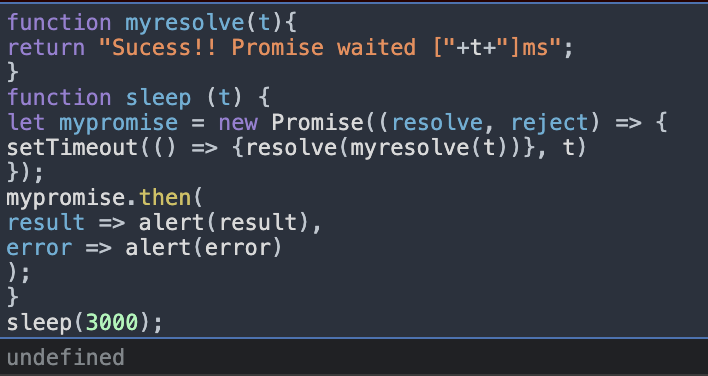 function myresolve(t){
return "Sucess!! Promise waited ["+t+"]ms";
}
function sleep (t) {
let mypromise = new Promise((resolve, reject) => {
setTimeout(() => {resolve(myresolve(t))}, t)
});
mypromise.then(
result => alert(result),
error => alert(error)
);
}
sleep(3000);
undefined